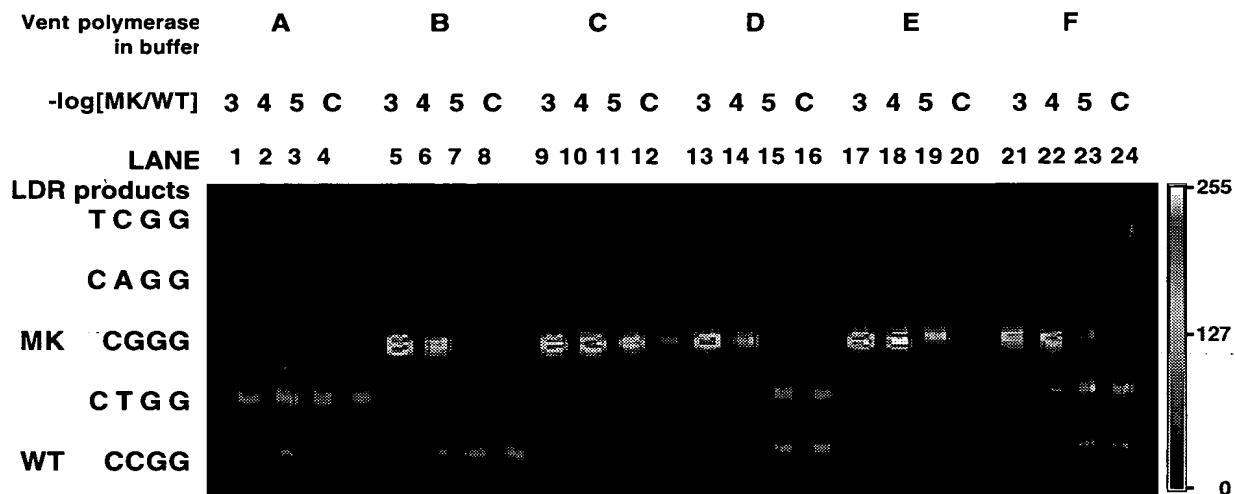 Vent polymerase in buffer A B C D E F
-log[MK/WT] 3 4 5 C 3 4 5 C 3 4 5 C 3 4 5 C 3 4 5 C 3 4 5 C
LANE 1 2 3 4 5 6 7 8 9 10 11 12 13 14 15 16 17 18 19 20 21 22 23 24
LDR products
255
TCGG
CAGG
MK CGGG
127
CTGG
WT CCGG
0